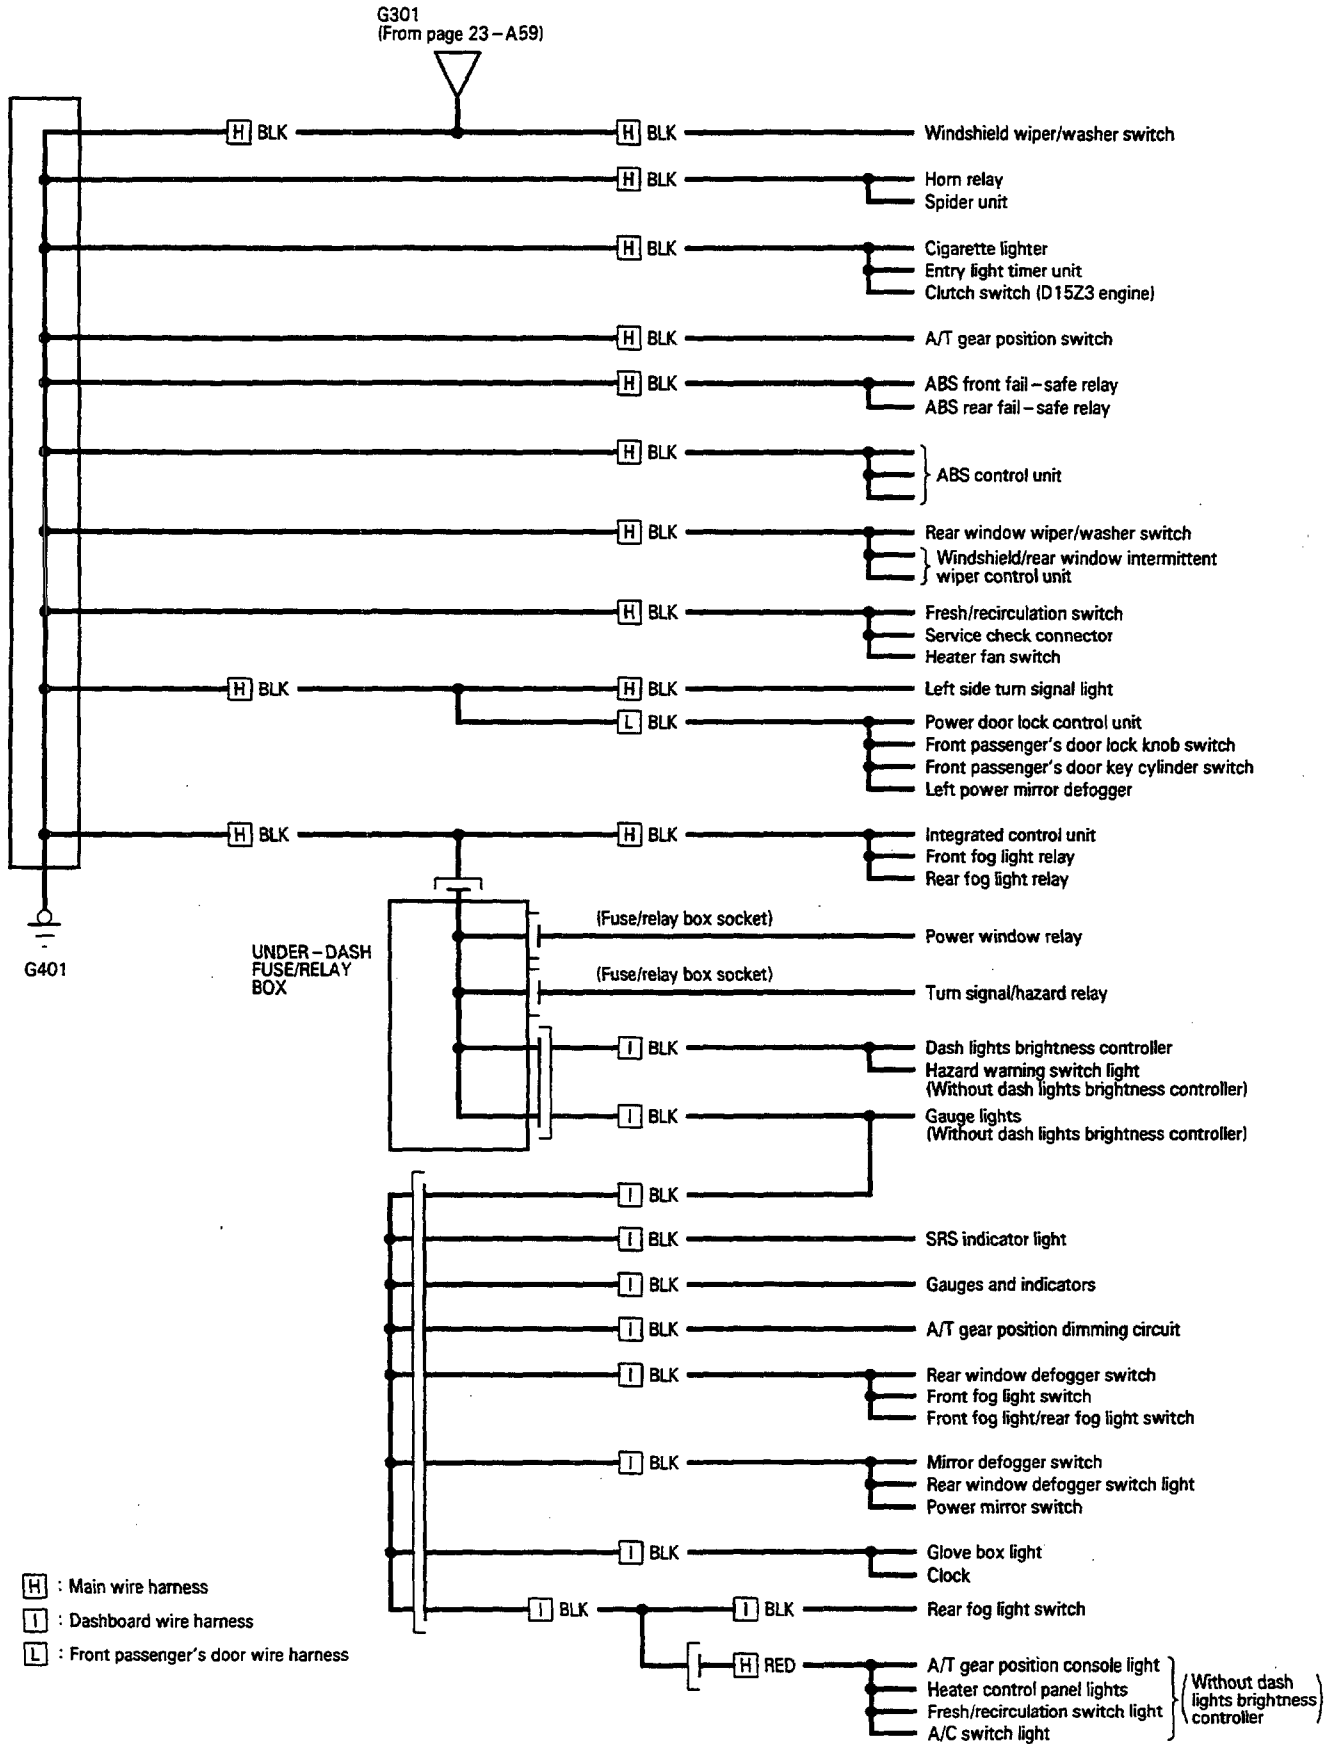 G301
(From page 23–A59)
H BLK H BLK Windshield wiper/washer switch
H BLK Horn relay
Spider unit
H BLK Cigarette lighter
Entry light timer unit
Clutch switch (D15Z3 engine)
H BLK A/T gear position switch
H BLK ABS front fail–safe relay
ABS rear fail–safe relay
H BLK
ABS control unit
H BLK Rear window wiper/washer switch
Windshield/rear window intermittent
wiper control unit
H BLK Fresh/recirculation switch
Service check connector
Heater fan switch
H BLK H BLK Left side turn signal light
L BLK Power door lock control unit
Front passenger's door lock knob switch
Front passenger's door key cylinder switch
Left power mirror defogger
H BLK H BLK Integrated control unit
Front fog light relay
Rear fog light relay
G401
UNDER–DASH
FUSE/RELAY
BOX
(Fuse/relay box socket)
Power window relay
(Fuse/relay box socket)
Turn signal/hazard relay
I BLK Dash lights brightness controller
Hazard warning switch light
(Without dash lights brightness controller)
I BLK Gauge lights
(Without dash lights brightness controller)
I BLK
I BLK SRS indicator light
I BLK Gauges and indicators
I BLK A/T gear position dimming circuit
I BLK Rear window defogger switch
Front fog light switch
Front fog light/rear fog light switch
I BLK Mirror defogger switch
Rear window defogger switch light
Power mirror switch
I BLK Glove box light
Clock
I BLK I BLK Rear fog light switch
H RED A/T gear position console light
Heater control panel lights
Fresh/recirculation switch light
A/C switch light
(Without dash
lights brightness
controller)
H : Main wire harness
I : Dashboard wire harness
L : Front passenger's door wire harness